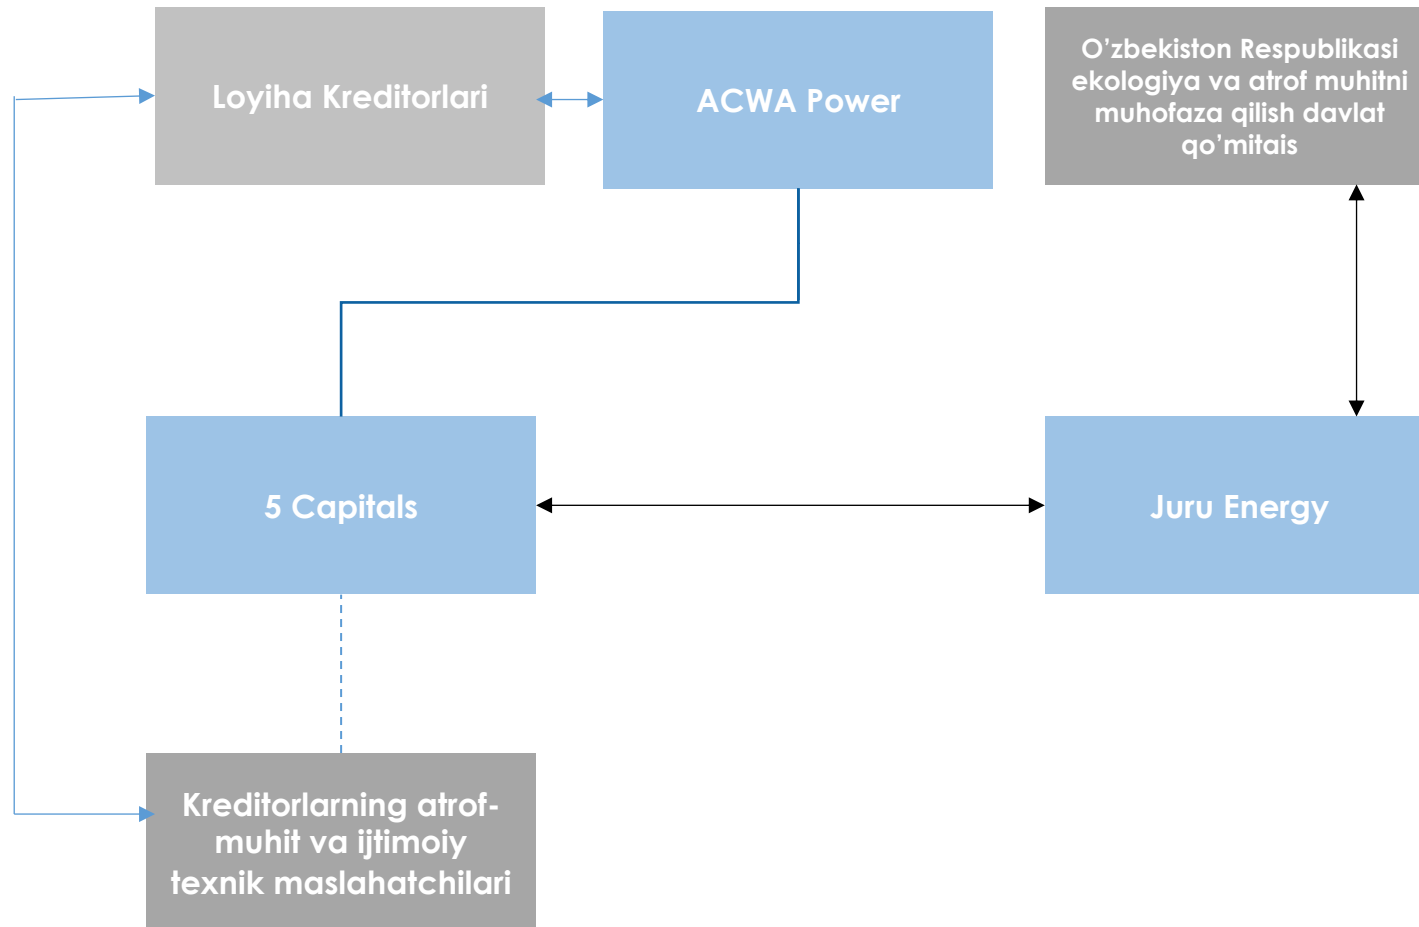 Loyiha Kreditorlari
ACWA Power
O’zbekiston Respublikasi
ekologiya va atrof muhitni
muhofaza qilish davlat
qo’mitais
5 Capitals
Juru Energy
Kreditorlarning atrof-
muhit va ijtimoiy
texnik maslahatchilari